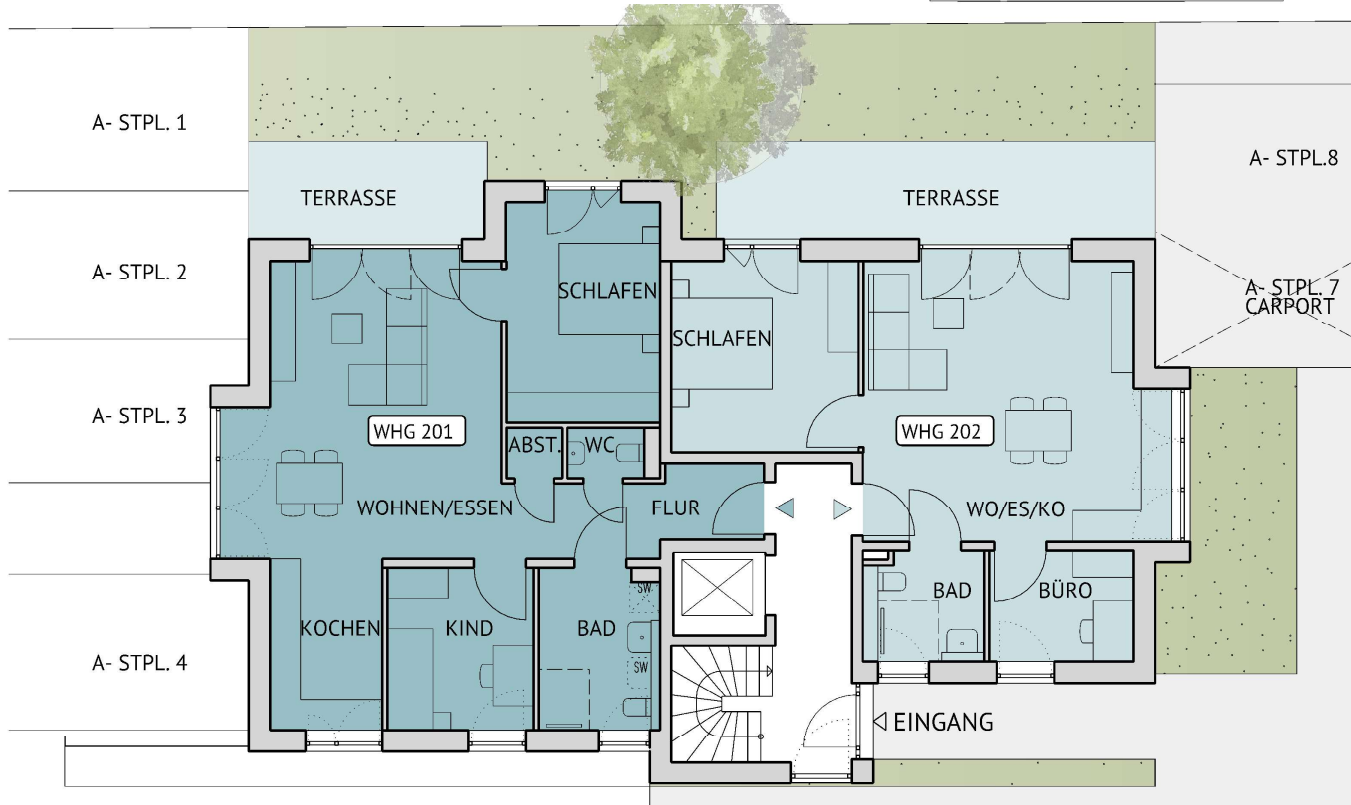 A- STPL. 1
A- STPL.8
TERRASSE
TERRASSE
A- STPL. 2
SCHLAFEN
A- STPL. 7
CARPORT
SCHLAFEN
A- STPL. 3
WHG 201
WHG 202
ABST.
WC
WOHNEN/ESSEN
FLUR
WO/ES/KO
SW
BAD
BÜRO
KOCHEN
KIND
BAD
A- STPL. 4
SW
EINGANG